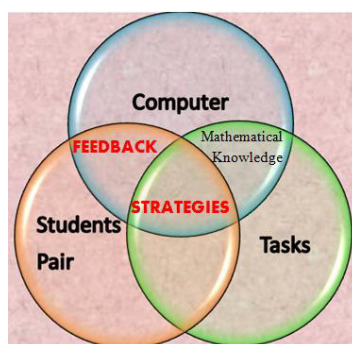 Computer
FEEDBACK
Mathematical
Knowledge
STRATEGIES
Students
Pair
Tasks